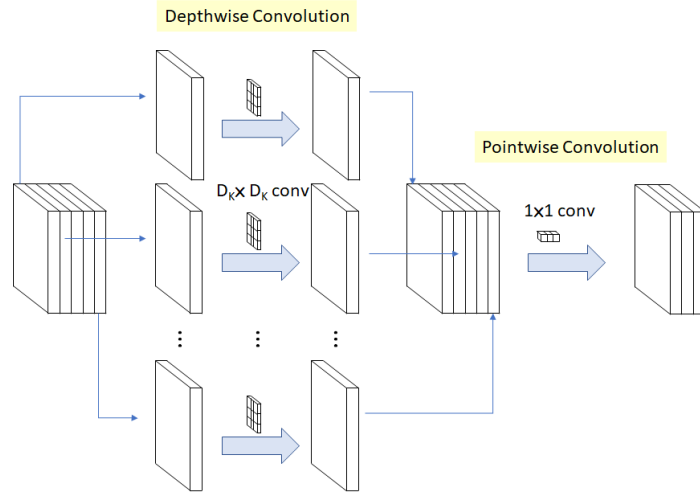 Depthwise Convolution
Pointwise Convolution
Dₖx Dₖ conv
1x1 conv